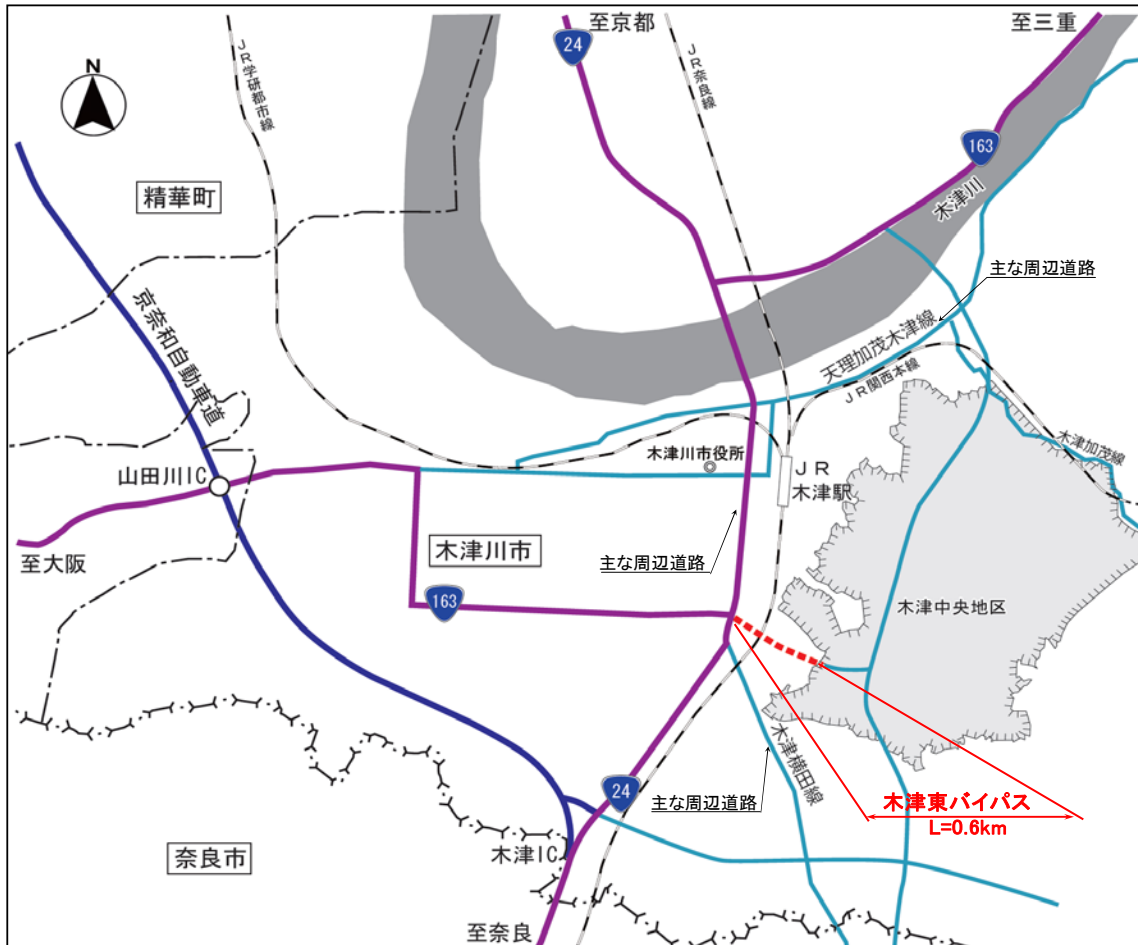 至京都
至三重
24
JR学研都市線
JR奈良線
N
163
精華町
木津川
主な周辺道路
京奈和自動車道
天理加茂木津線
JR関西本線
木津加茂線
木津川市役所
JR
木津駅
山田川IC
木津川市
至大阪
主な周辺道路
163
木津中央地区
木津横田線
24
主な周辺道路
木津東バイパス
L=0.6km
木津IC
奈良市
至奈良